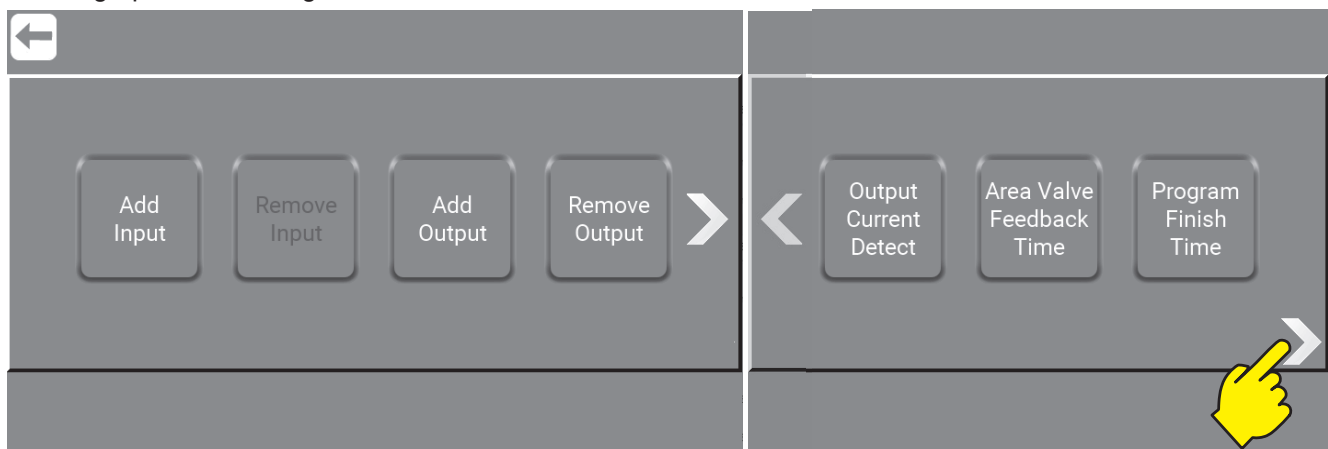 Add
Input
Remove
Input
Add
Output
Remove
Output
Output
Current
Detect
Area Valve
Feedback
Time
Program
Finish
Time